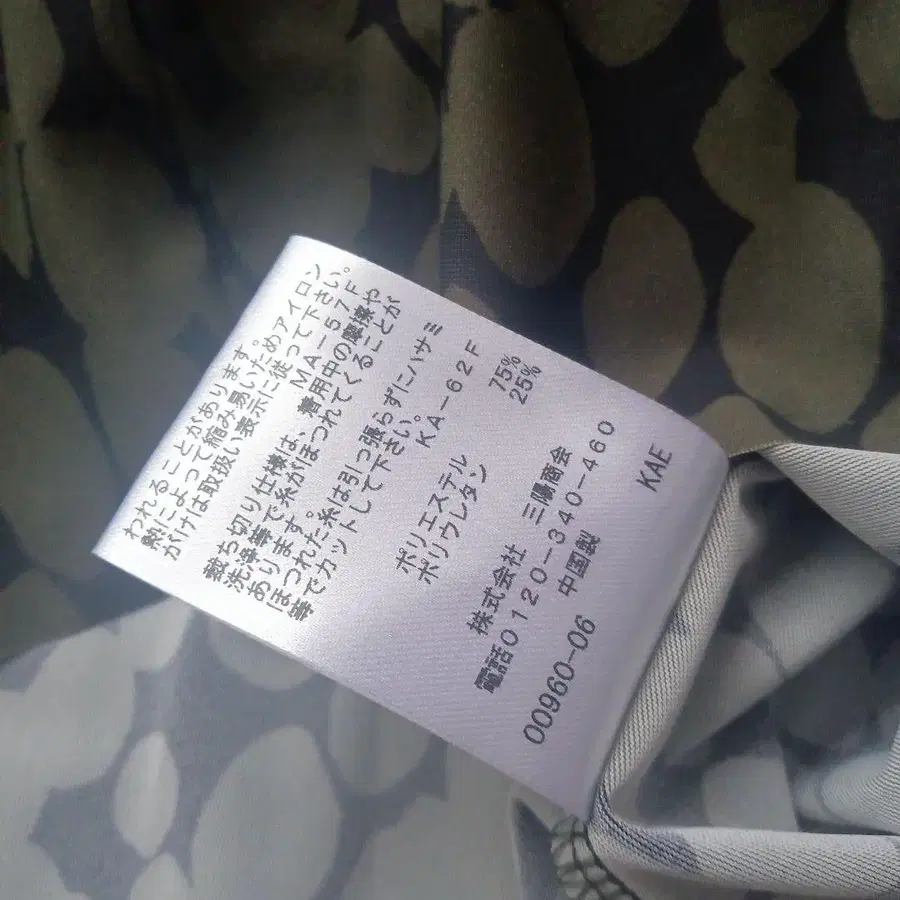 われることがあります。
熱によって縮み易いためアイロン
がけは取扱い表示に従って下さい。
MA-57F
裁ち切り仕様は、着用中の摩擦や
洗浄等で糸がほつれてくることが
あります。
ほつれた糸は引っ張らずにハサミ
等でカットして下さい。
KA-62F
ポリエステル 75%
ポリウレタン 25%
株式会社 三陽商会
電話0120-340-460
中国製
00960-06 KAE